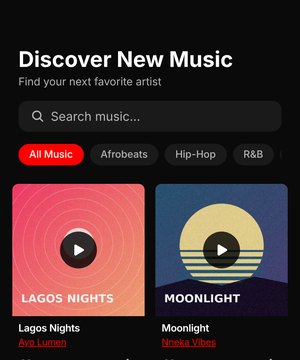 Discover New Music
Find your next favorite artist
Search music...
All Music
Afrobeats
Hip-Hop
R&B
LAGOS NIGHTS
MOONLIGHT
Lagos Nights
Moonlight
Ayo Lumen
Nneka Vibes